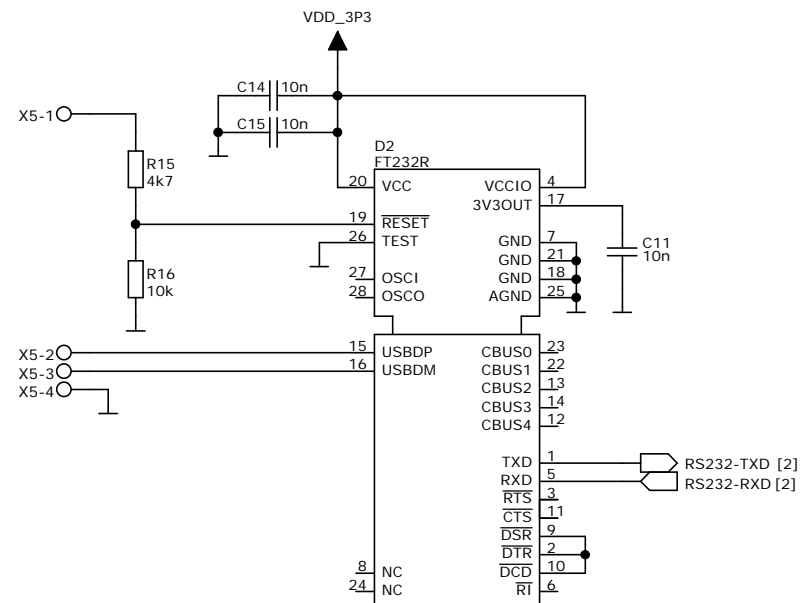 VDD_3P3
C14 10n
X5-1
C15 10n
D2
FT232R
R15
4k7
20 VCC VCCIO 4
3V3OUT 17
19 RESET
26 TEST GND 7
C11
10n
GND 21
R16
10k
27 OSCI GND 18
28 OSCO AGND 25
X5-2 15 USBDP CBUS0 23
X5-3 16 USBDM CBUS1 22
X5-4 CBUS2 13
CBUS3 14
CBUS4 12
TXD 1 RS232-TXD [2]
RXD 5 RS232-RXD [2]
RTS 3
CTS 11
DSR 9
DTR 2
8 NC DCD 10
24 NC RI 6